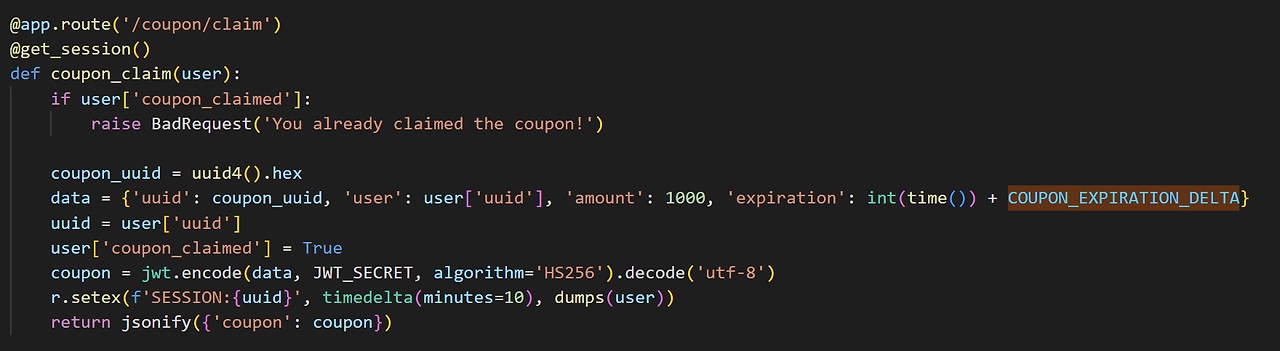 @app.route('/coupon/claim')
@get_session()
def coupon_claim(user):
    if user['coupon_claimed']:
        raise BadRequest('You already claimed the coupon!')

    coupon_uuid = uuid4().hex
    data = {'uuid': coupon_uuid, 'user': user['uuid'], 'amount': 1000, 'expiration': int(time()) + COUPON_EXPIRATION_DELTA}
    uuid = user['uuid']
    user['coupon_claimed'] = True
    coupon = jwt.encode(data, JWT_SECRET, algorithm='HS256').decode('utf-8')
    r.setex(f'SESSION:{uuid}', timedelta(minutes=10), dumps(user))
    return jsonify({'coupon': coupon})